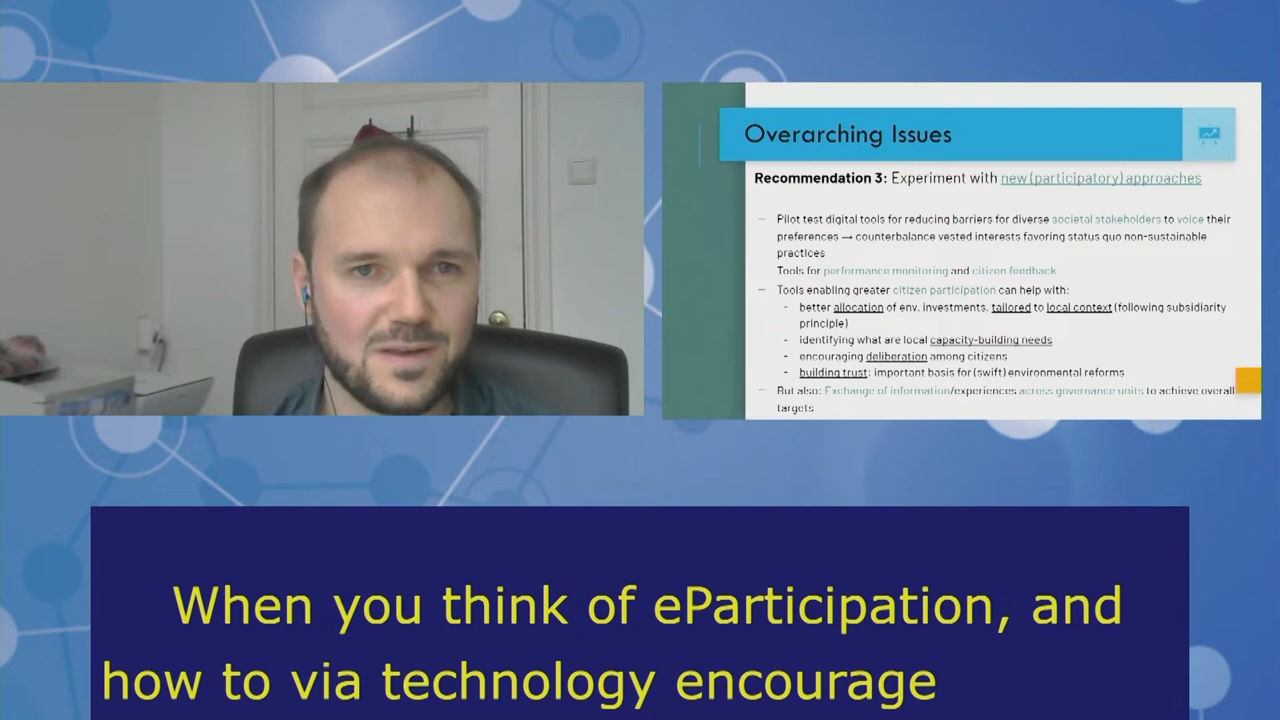 Overarching Issues
Recommendation 3: Experiment with new (participatory) approaches
– Pilot test digital tools for reducing barriers for diverse societal stakeholders to voice their
preferences → counterbalance vested interests favoring status quo non-sustainable
practices
Tools for performance monitoring and citizen feedback
– Tools enabling greater citizen participation can help with:
- better allocation of env. investments, tailored to local context (following subsidiarity
principle)
- identifying what are local capacity-building needs
- encouraging deliberation among citizens
- building trust: important basis for (swift) environmental reforms
– But also: Exchange of information/experiences across governance units to achieve overall
targets
When you think of eParticipation, and
how to via technology encourage